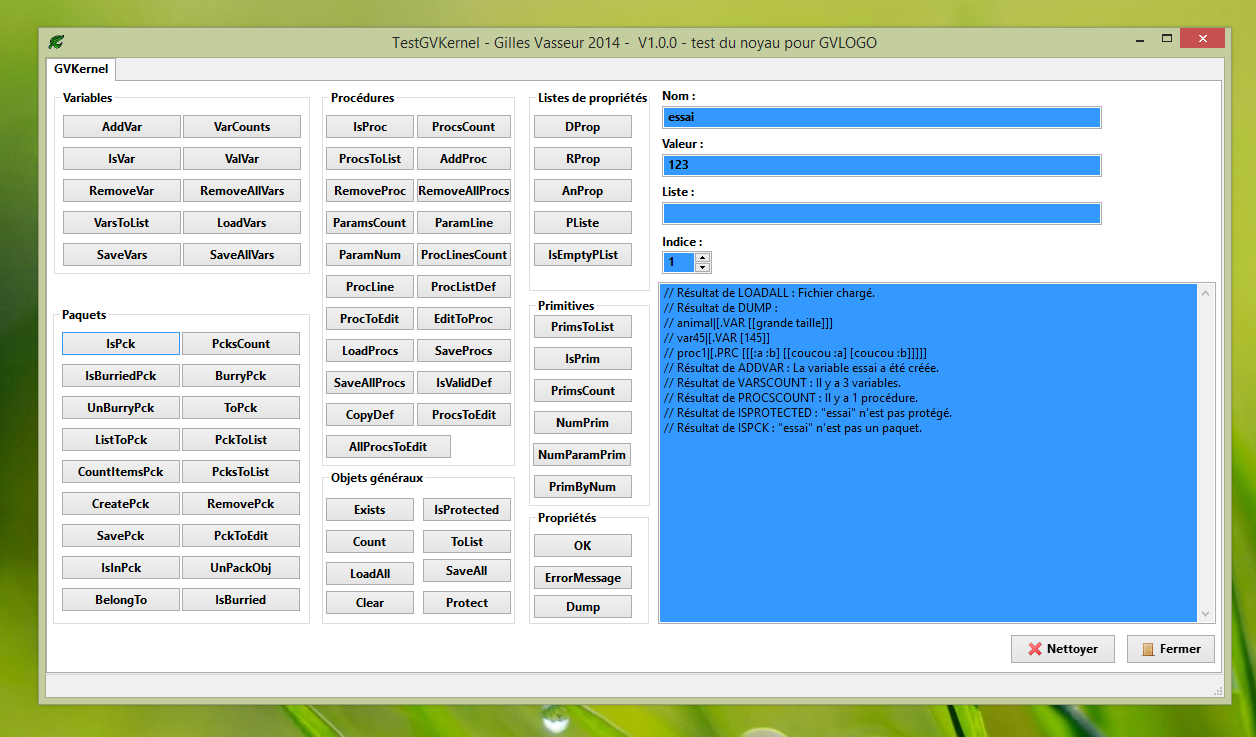 TestGVKernel - Gilles Vasseur 2014 -  V1.0.0 - test du noyau pour GVLOGO
GVKernel
Variables
AddVar VarCounts
IsVar ValVar
RemoveVar RemoveAllVars
VarsToList LoadVars
SaveVars SaveAllVars
Paquets
IsPck PcksCount
IsBurriedPck BurryPck
UnBurryPck ToPck
ListToPck PckToList
CountItemsPck PcksToList
CreatePck RemovePck
SavePck PckToEdit
IsInPck UnPackObj
BelongTo IsBurried
Procédures
IsProc ProcsCount
ProcsToList AddProc
RemoveProc RemoveAllProcs
ParamsCount ParamLine
ParamNum ProcLinesCount
ProcLine ProcListDef
ProcToEdit EditToProc
LoadProcs SaveProcs
SaveAllProcs IsValidDef
CopyDef ProcsToEdit
AllProcsToEdit
Objets généraux
Exists IsProtected
Count ToList
LoadAll SaveAll
Clear Protect
Listes de propriétés
DProp
RProp
AnProp
PListe
IsEmptyPList
Primitives
PrimsToList
IsPrim
PrimsCount
NumPrim
NumParamPrim
PrimByNum
Propriétés
OK
ErrorMessage
Dump
Nom :
essai
Valeur :
123
Liste :
Indice :
1
// Résultat de LOADALL : Fichier chargé.
// Résultat de DUMP :
// animal|[.VAR [[grande taille]]]
// var45|[.VAR [145]]
// proc1|[.PRC [[[:a :b] [[coucou :a] [coucou :b]]]]]
// Résultat de ADDVAR : La variable essai a été créée.
// Résultat de VARSCOUNT : Il y a 3 variables.
// Résultat de PROCSCOUNT : Il y a 1 procédure.
// Résultat de ISPROTECTED : "essai" n'est pas protégé.
// Résultat de ISPCK : "essai" n'est pas un paquet.
Nettoyer Fermer